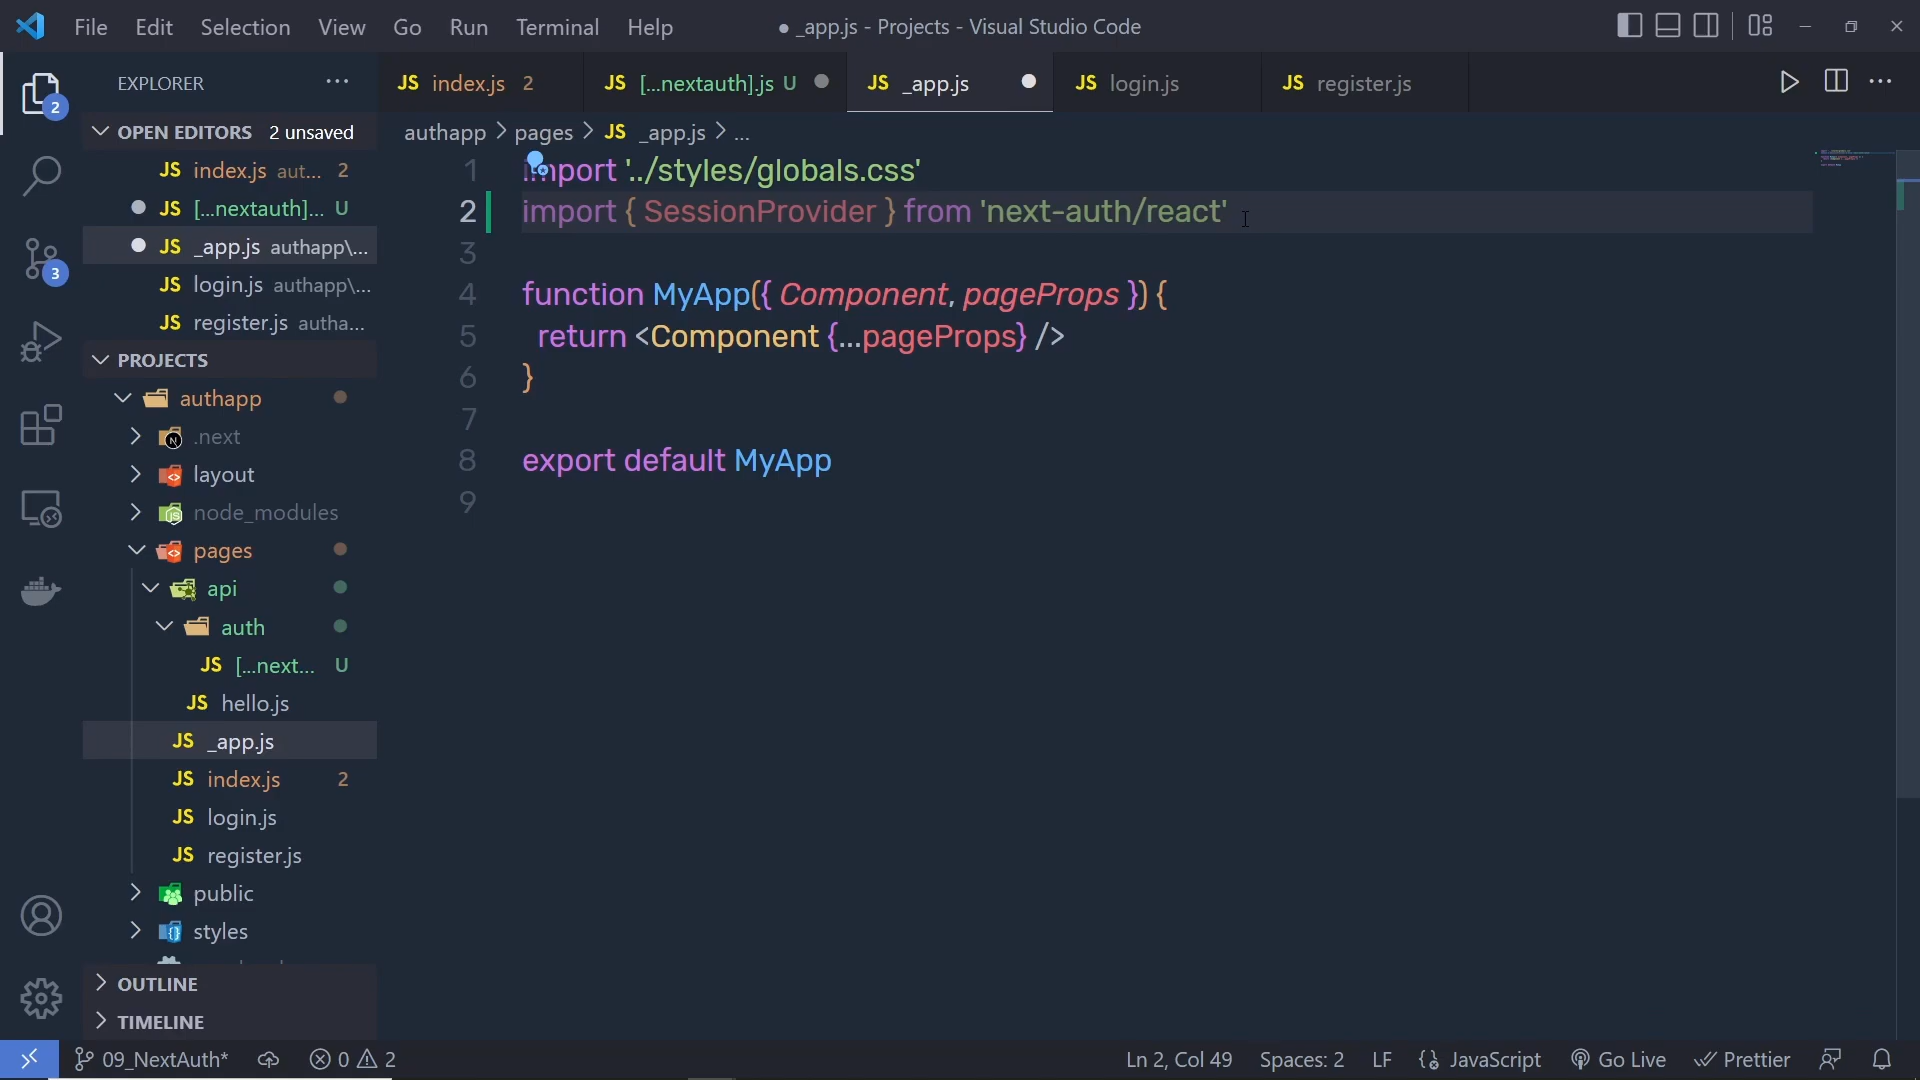 File Edit Selection View Go Run Terminal Help
● _app.js - Projects - Visual Studio Code
EXPLORER
JS index.js 2
JS [...nextauth].js U
JS _app.js
JS login.js
JS register.js
OPEN EDITORS 2 unsaved
authapp > pages > JS _app.js > ...
JS index.js aut... 2
JS [...nextauth]... U
JS _app.js authapp\...
JS login.js authapp\...
JS register.js autha...
PROJECTS
authapp
.next
layout
node_modules
pages
api
auth
JS [...next... U
JS hello.js
JS _app.js
JS index.js 2
JS login.js
JS register.js
public
styles
OUTLINE
TIMELINE
1 import '../styles/globals.css'
2 import { SessionProvider } from 'next-auth/react'
3
4 function MyApp({ Component, pageProps }) {
5 return <Component {...pageProps} />
6 }
7
8 export default MyApp
9
2
3
09_NextAuth* 0 2
Ln 2, Col 49 Spaces: 2 LF {} JavaScript Go Live Prettier